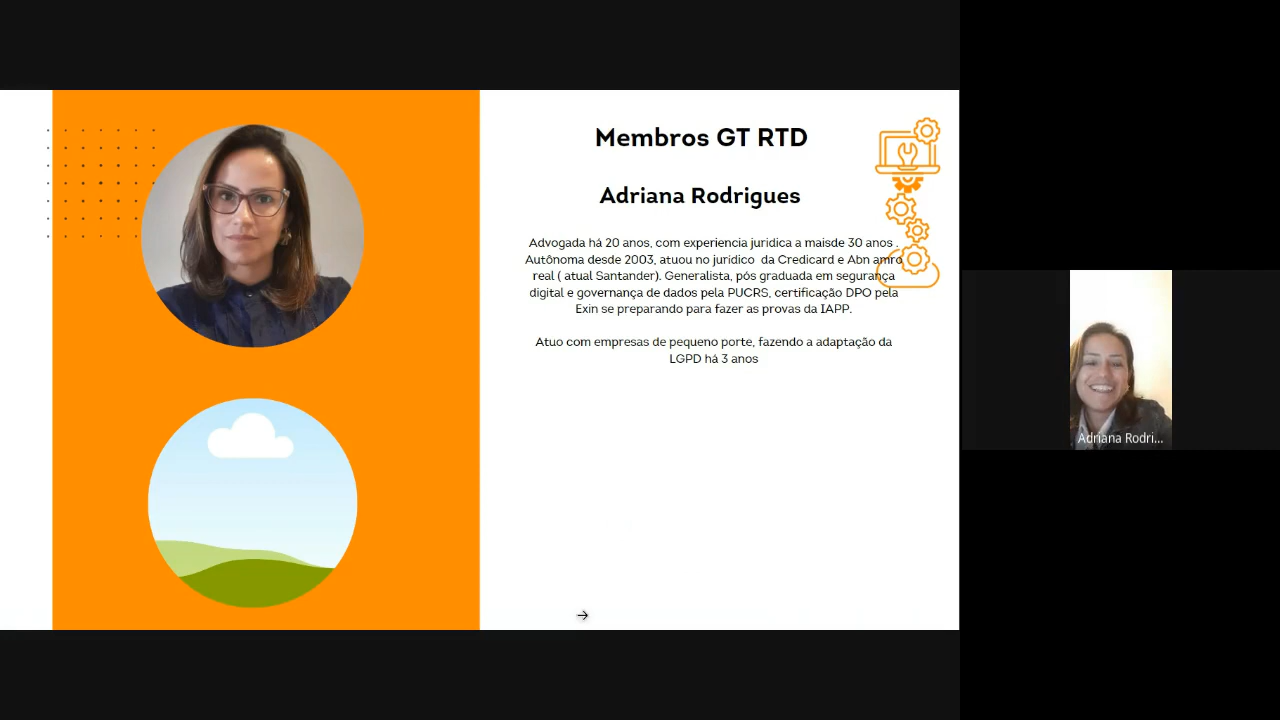 Membros GT RTD
Adriana Rodrigues
Advogada há 20 anos, com experiencia juridica a maisde 30 anos .
Autônoma desde 2003, atuou no jurídico da Credicard e Abn amro
real ( atual Santander). Generalista, pós graduada em segurança
digital e governança de dados pela PUCRS, certificação DPO pela
Exin se preparando para fazer as provas da IAPP.
Atuo com empresas de pequeno porte, fazendo a adaptação da
LGPD há 3 anos
Adriana Rodri...